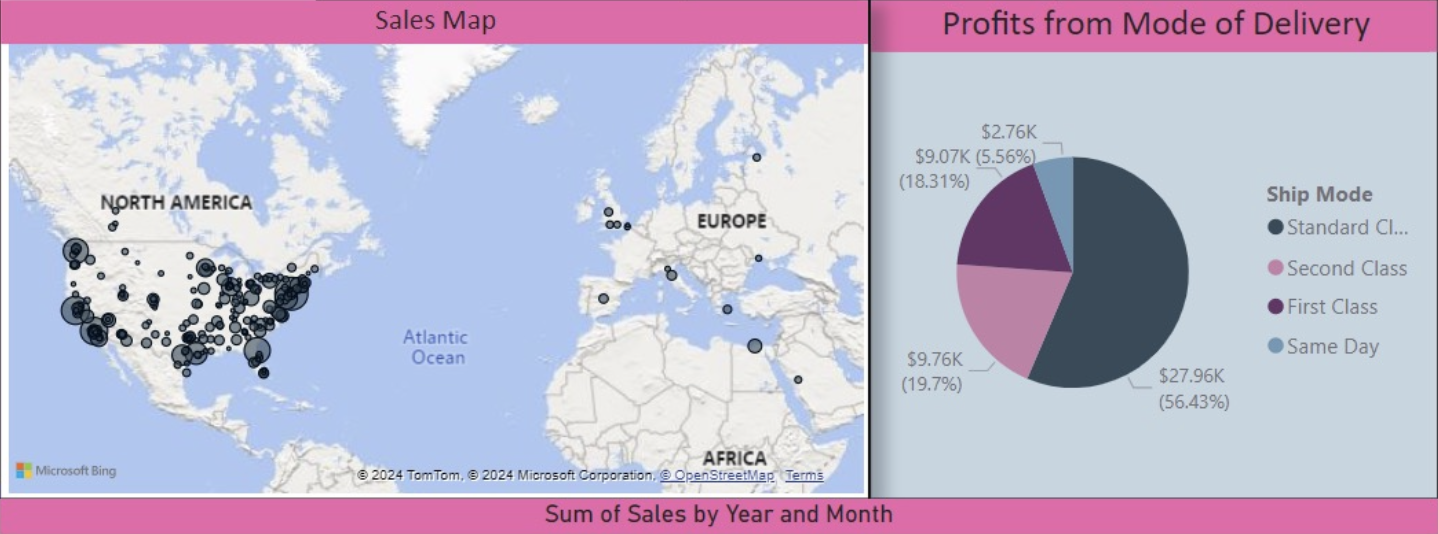 Sales Map
NORTH AMERICA
EUROPE
Atlantic
Ocean
AFRICA
Microsoft Bing
© 2024 TomTom, © 2024 Microsoft Corporation, © OpenStreetMap Terms
Profits from Mode of Delivery
$2.76K
(5.56%)
$9.07K
(18.31%)
$9.76K
(19.7%)
$27.96K
(56.43%)
Ship Mode
Standard Cl...
Second Class
First Class
Same Day
Sum of Sales by Year and Month